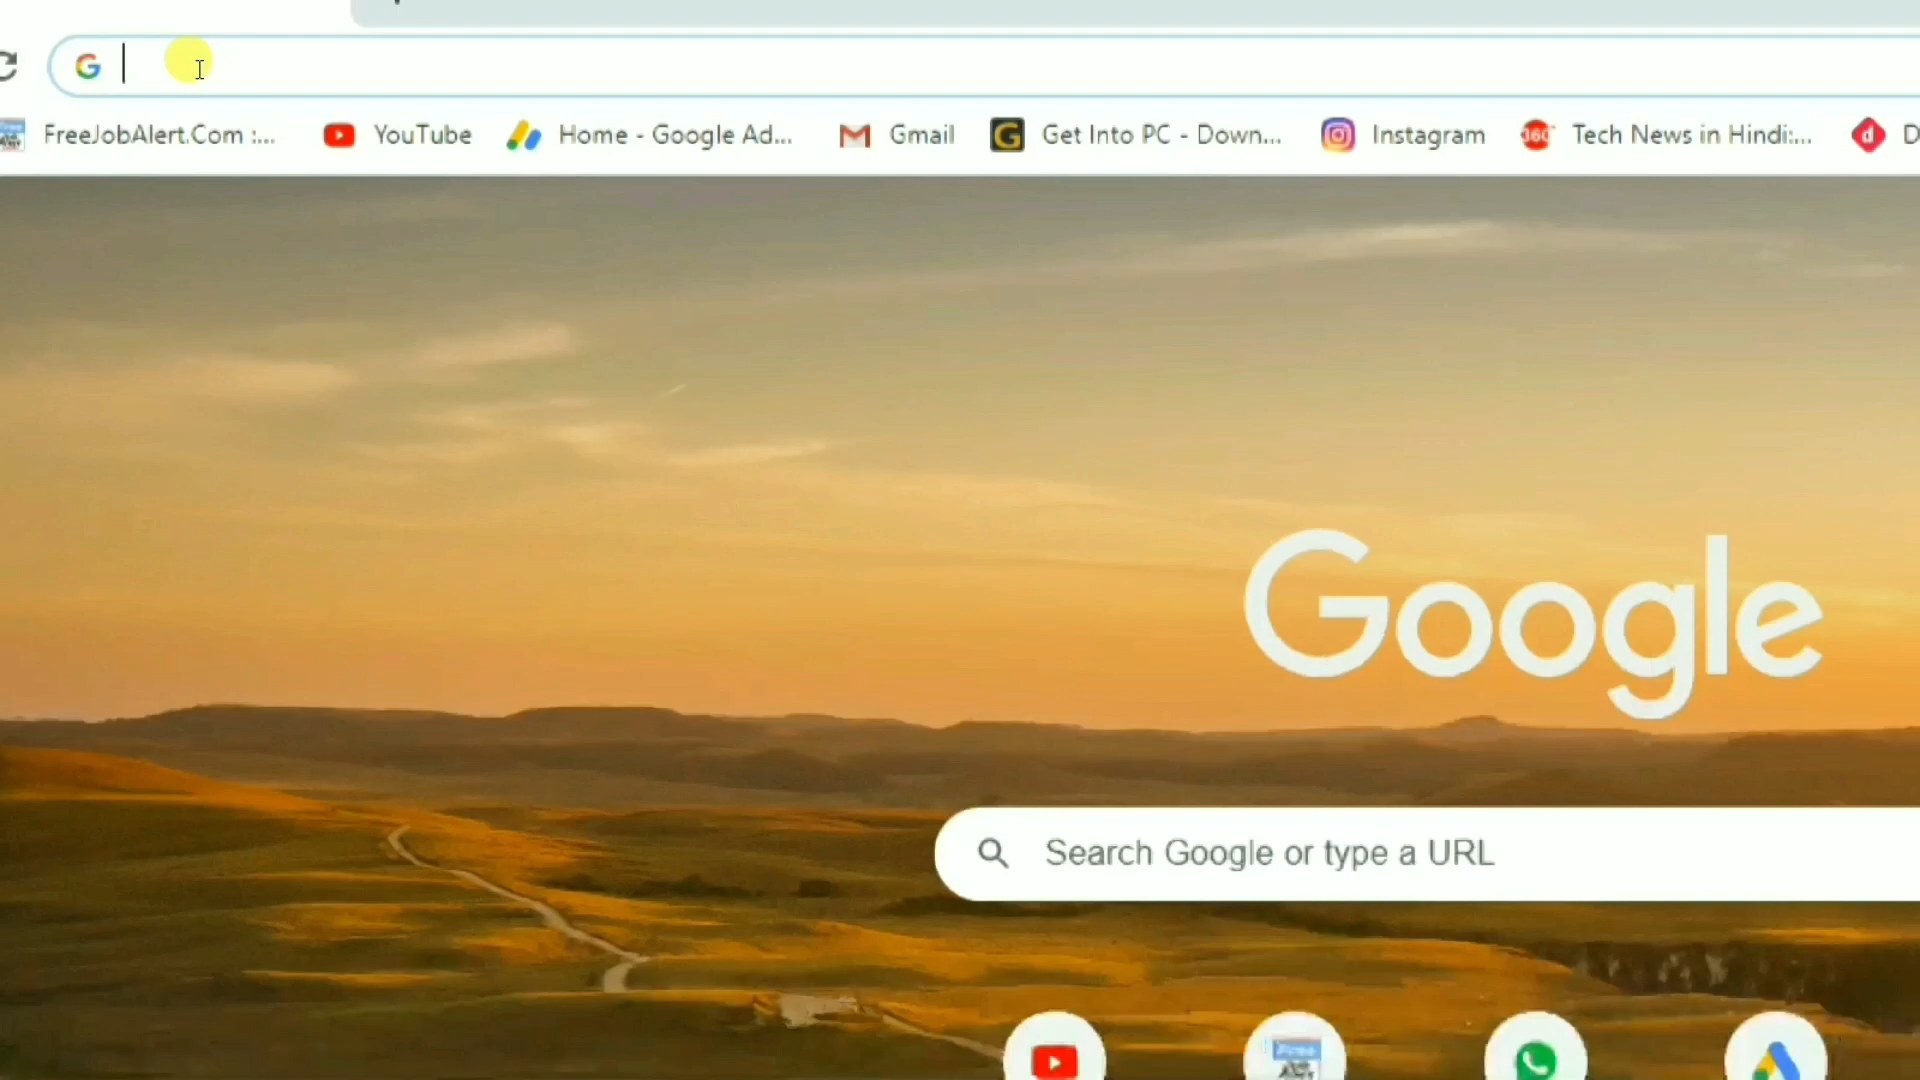 FreeJobAlert.Com :... YouTube Home - Google Ad... Gmail Get Into PC - Down... Instagram Tech News in Hindi:... D
Google
Search Google or type a URL